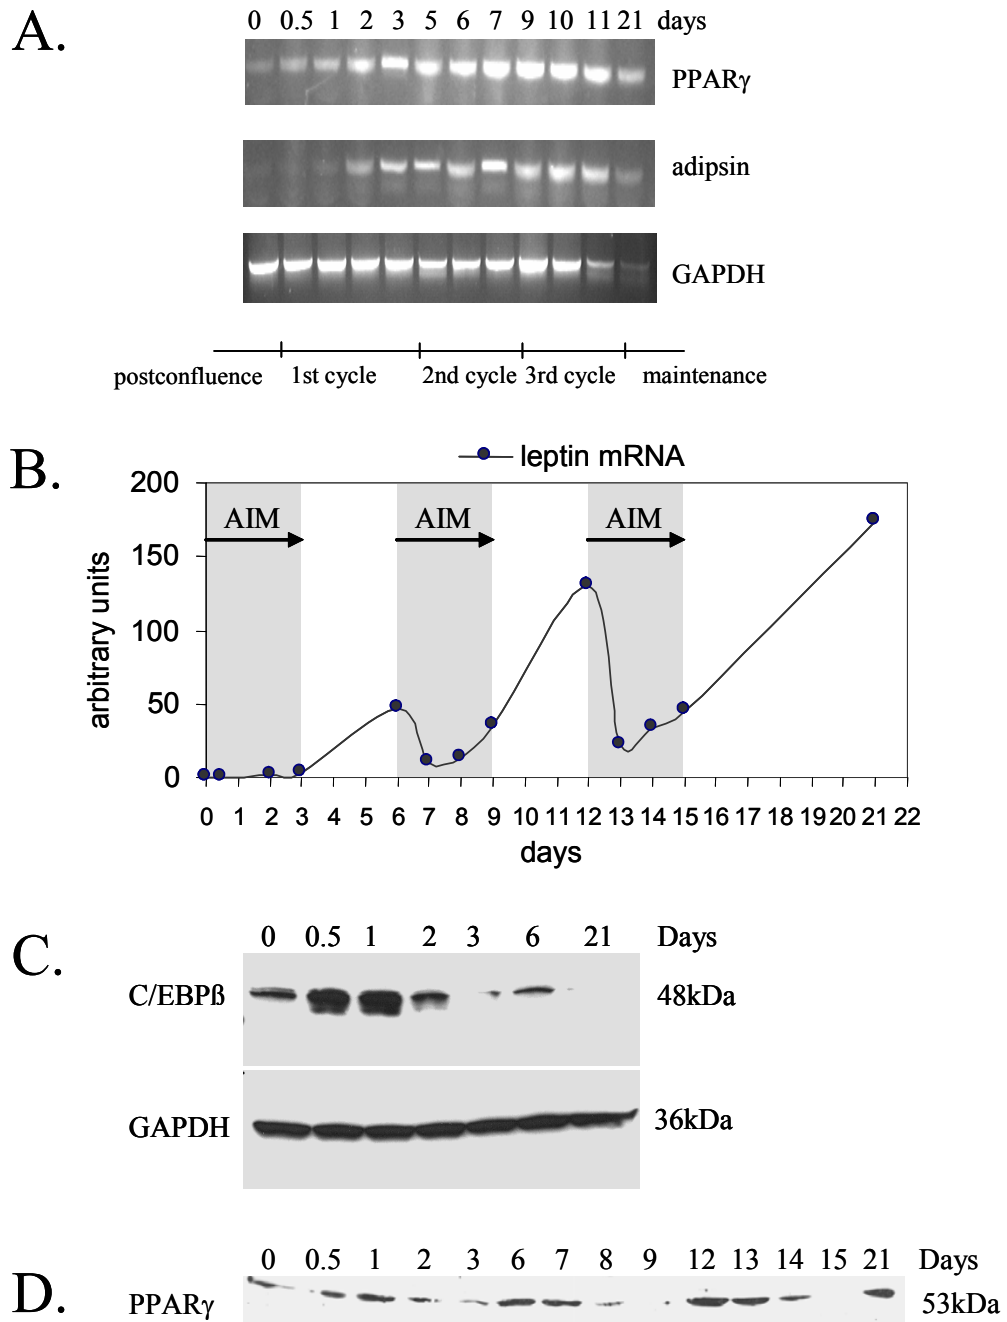 A.
0 0.5 1 2 3 5 6 7 9 10 11 21 days
PPARγ
adipsin
GAPDH
postconfluence 1st cycle 2nd cycle 3rd cycle maintenance
B.
leptin mRNA
200
150
100
50
0
arbitrary units
AIM AIM AIM
0 1 2 3 4 5 6 7 8 9 10 11 12 13 14 15 16 17 18 19 20 21 22
days
C.
0 0.5 1 2 3 6 21 Days
C/EBPß 48kDa
GAPDH 36kDa
D.
0 0.5 1 2 3 6 7 8 9 12 13 14 15 21 Days
PPARγ 53kDa